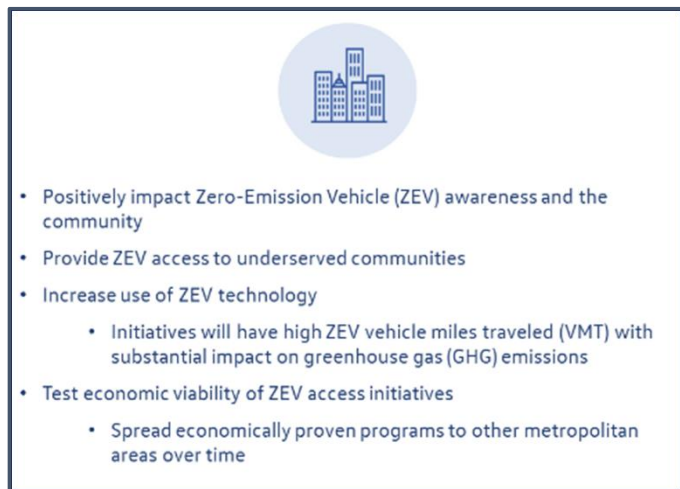 • Positively impact Zero-Emission Vehicle (ZEV) awareness and the
community
• Provide ZEV access to underserved communities
• Increase use of ZEV technology
• Initiatives will have high ZEV vehicle miles traveled (VMT) with
substantial impact on greenhouse gas (GHG) emissions
• Test economic viability of ZEV access initiatives
• Spread economically proven programs to other metropolitan
areas over time